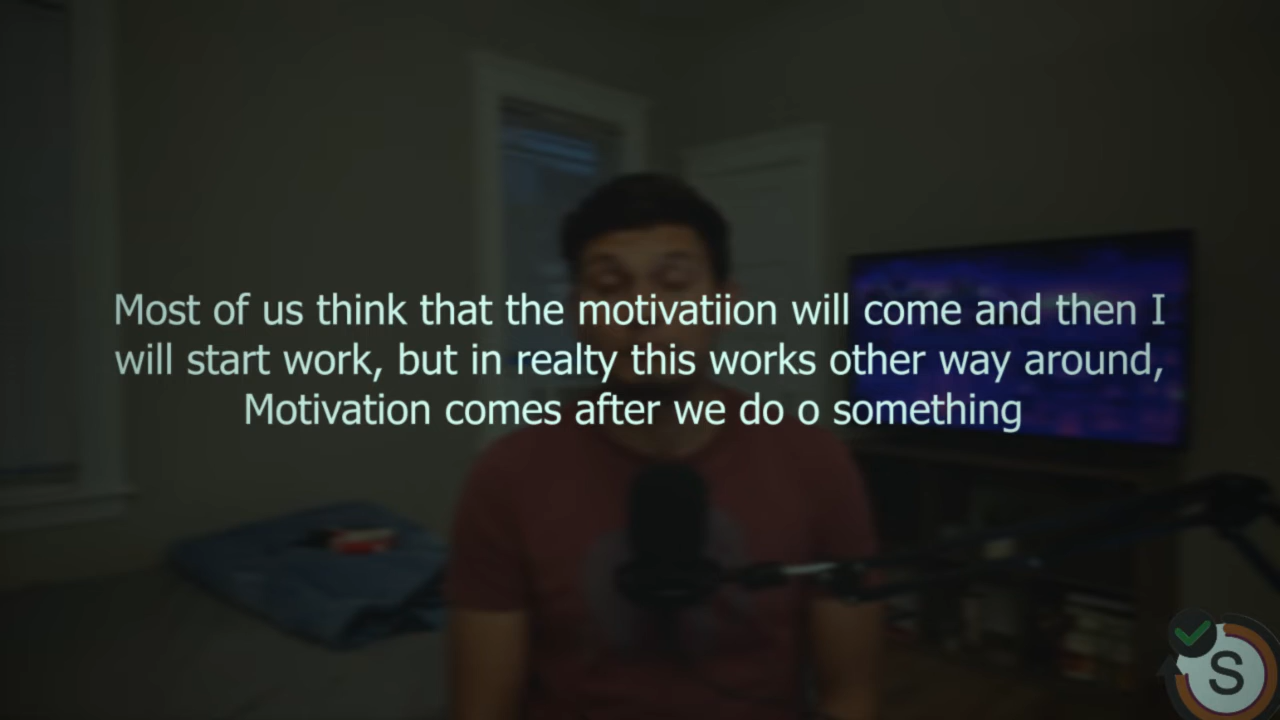 Most of us think that the motivatiion will come and then I
will start work, but in realty this works other way around,
Motivation comes after we do o something
S